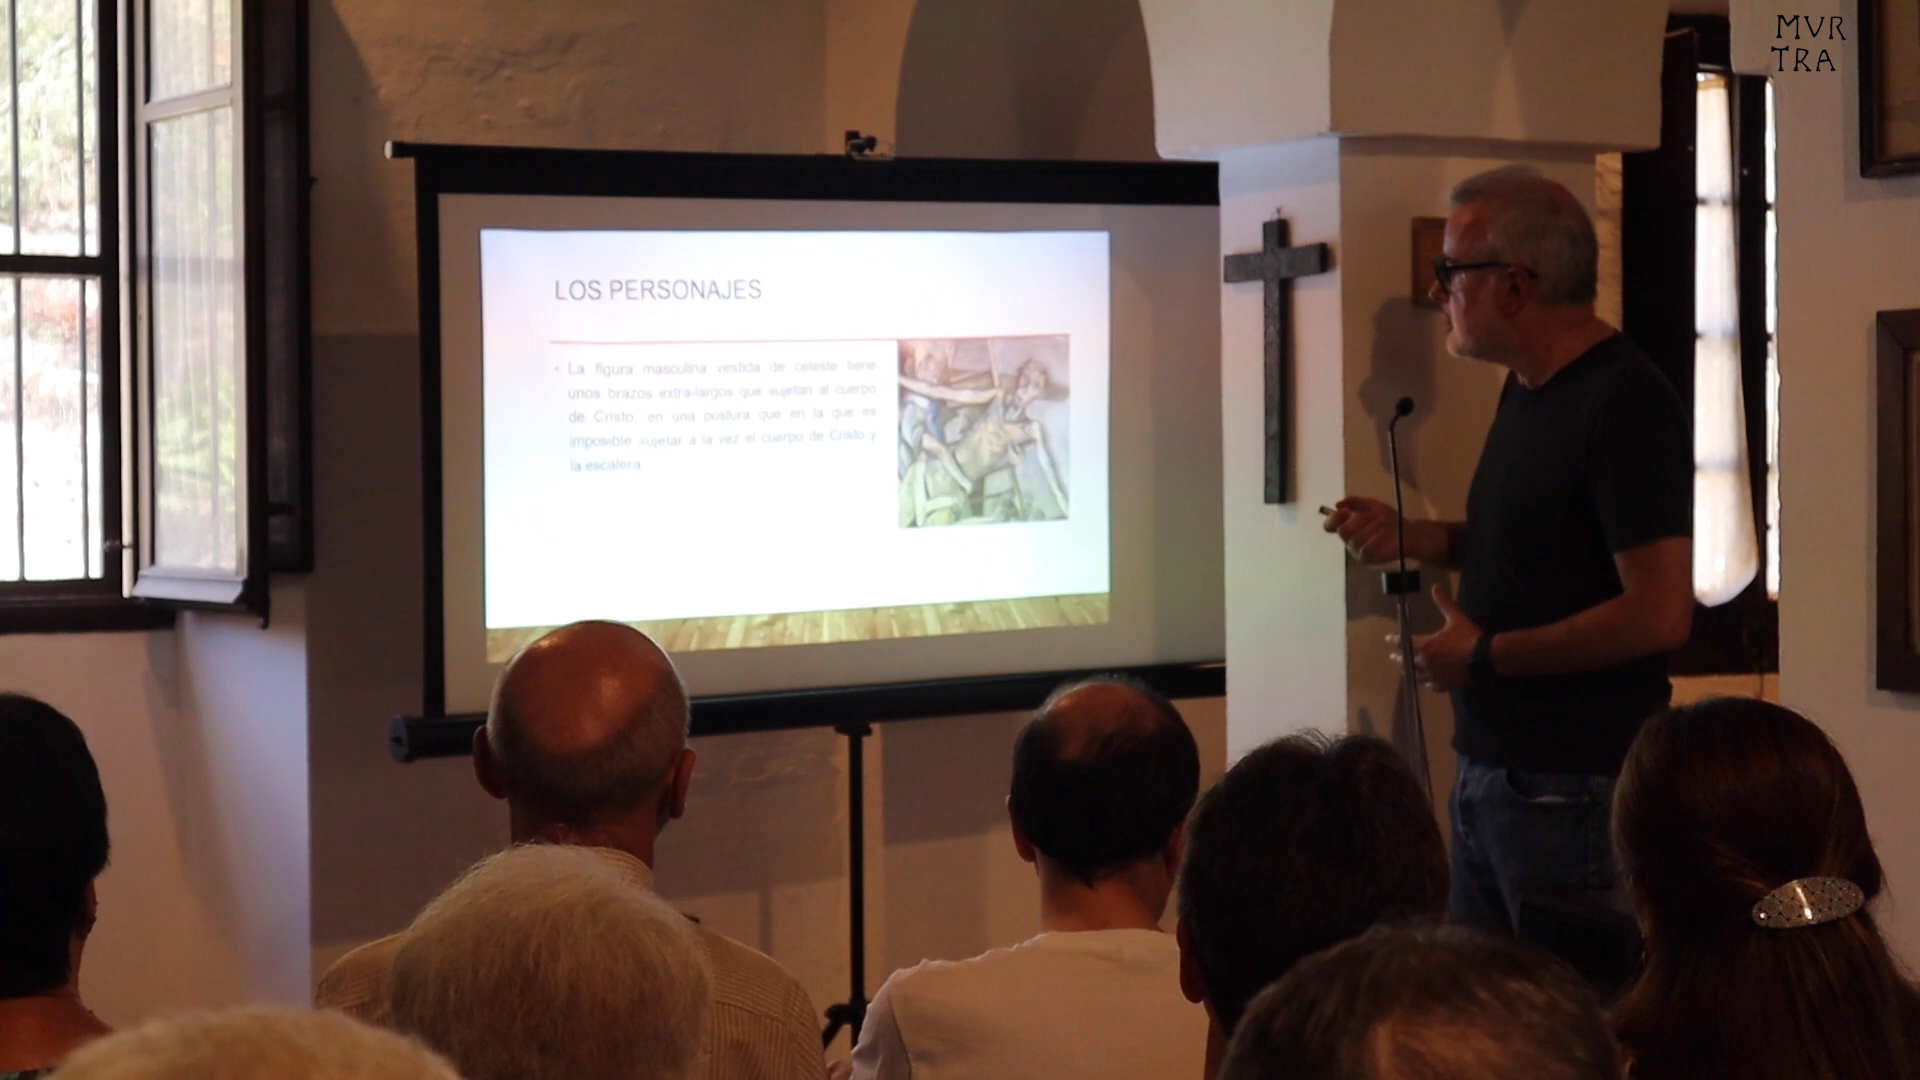 MVR
TRA
LOS PERSONAJES
La figura masculina vestida de celeste tiene
unos brazos extra-largos que sujetan al cuerpo
de Cristo, en una postura que en la que es
imposible sujetar a la vez el cuerpo de Cristo y
la escalera